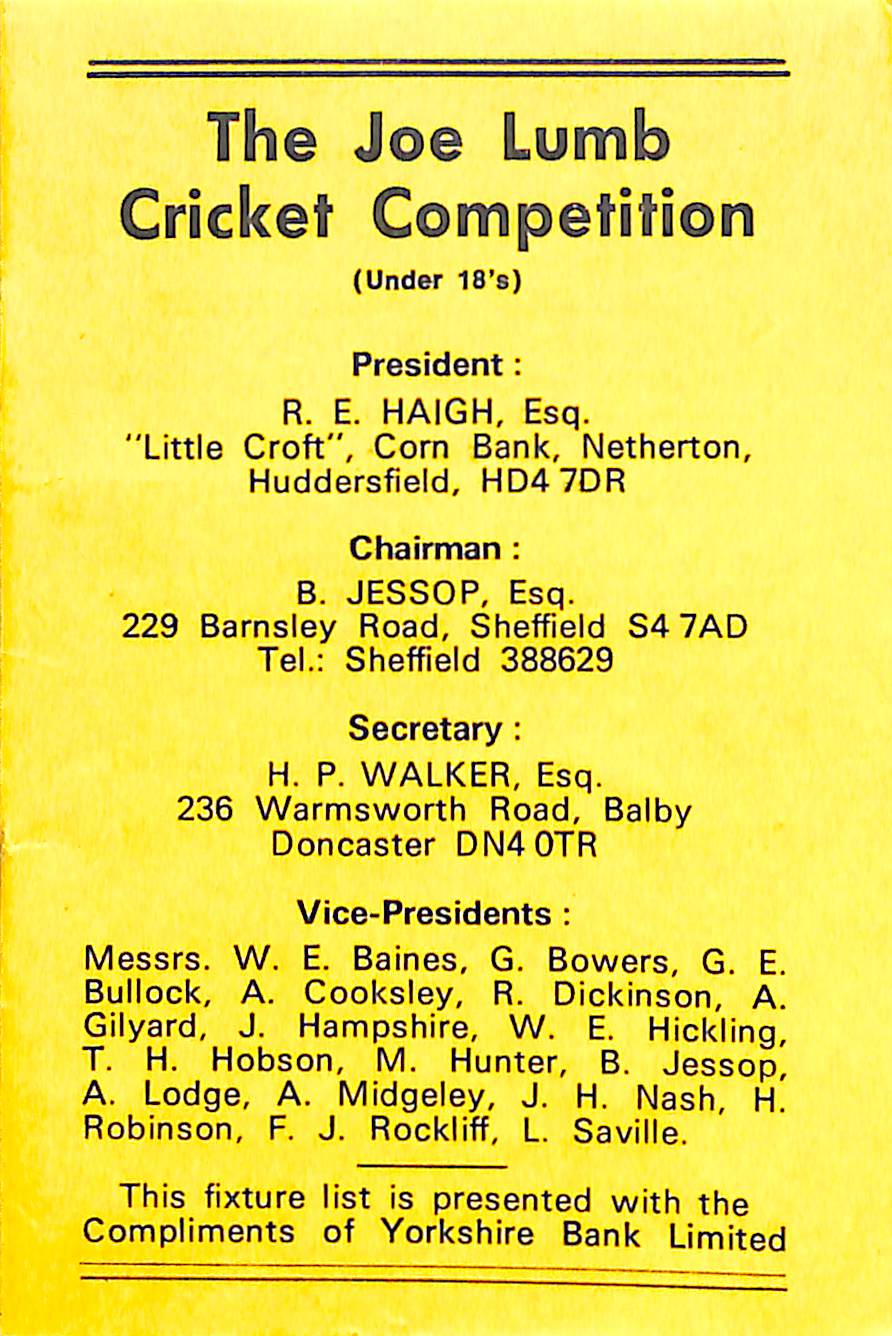 The Joe Lumb
Cricket Competition
(Under 18's)
President :
R. E. HAIGH, Esq.
"Little Croft", Corn Bank, Netherton,
Huddersfield, HD4 7DR
Chairman :
B. JESSOP, Esq.
229 Barnsley Road, Sheffield S4 7AD
Tel.: Sheffield 388629
Secretary :
H. P. WALKER, Esq.
236 Warmsworth Road, Balby
Doncaster DN4 0TR
Vice-Presidents :
Messrs. W. E. Baines, G. Bowers, G. E.
Bullock, A. Cooksley, R. Dickinson, A.
Gilyard, J. Hampshire, W. E. Hickling,
T. H. Hobson, M. Hunter, B. Jessop,
A. Lodge, A. Midgeley, J. H. Nash, H.
Robinson, F. J. Rockliff, L. Saville.
This fixture list is presented with the
Compliments of Yorkshire Bank Limited